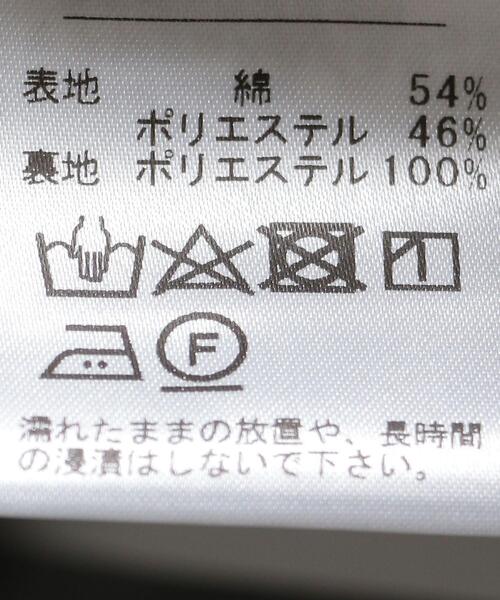 表地 綿 54%
ポリエステル 46%
裏地 ポリエステル 100%
F
濡れたままの放置や、長時間
の浸漬はしないで下さい。